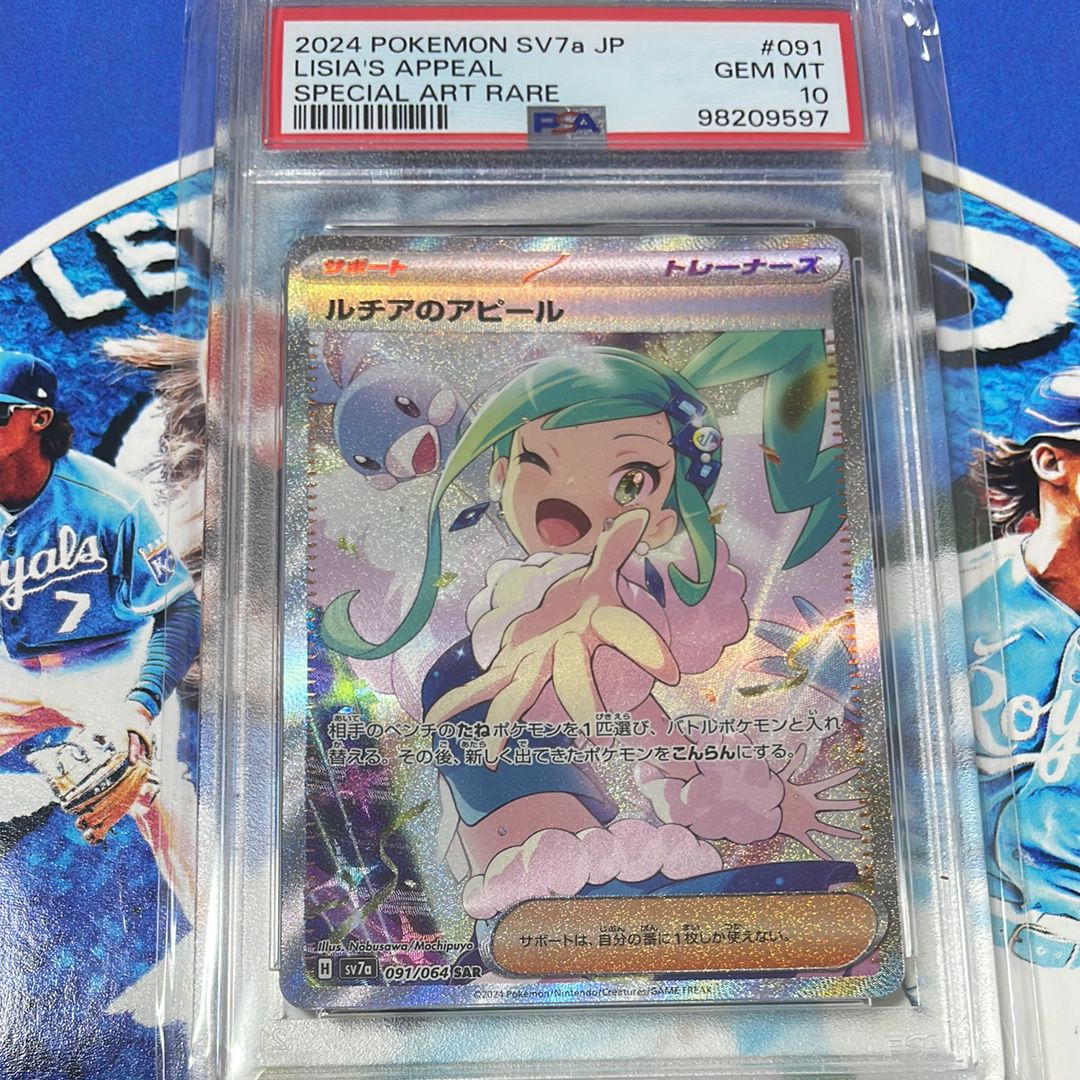 2024 POKEMON SV7a JP #091
LISIA'S APPEAL GEM MT
SPECIAL ART RARE 10
PSA 98209597
LE
サポート トレーナーズ
ルチアのアピール
yals
7
KC
Roy
相手のベンチのたねポケモンを1匹選び、バトルポケモンと入れ
替える。その後、新しく出てきたポケモンをこんらんにする。
サポートは、自分の番に1枚しか使えない。
Illus. Nobusawa/Mochipuyo
H sv7a 091/064 SAR
©2024 Pokémon/Nintendo/Creatures/GAME FREAK
PSA